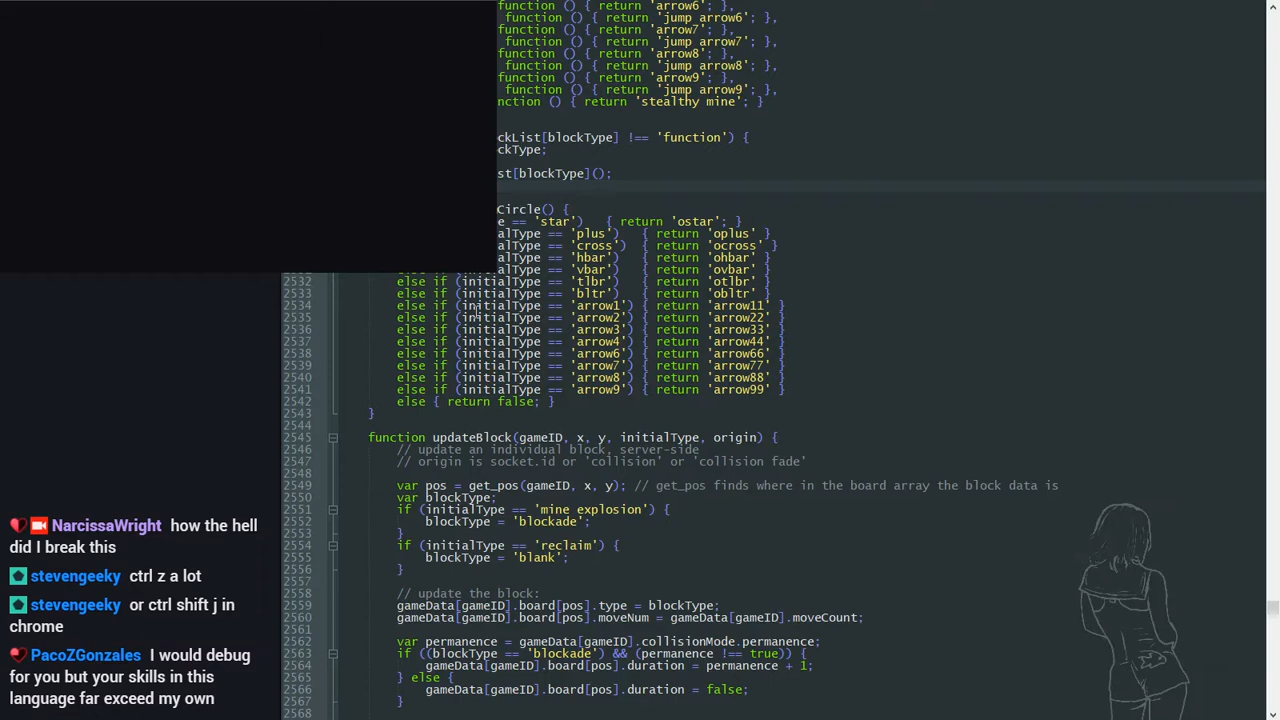 function () { return 'arrow6'; },
function () { return 'jump arrow6'; },
function () { return 'arrow7'; },
function () { return 'jump arrow7'; },
function () { return 'arrow8'; },
function () { return 'jump arrow8'; },
function () { return 'arrow9'; },
function () { return 'jump arrow9'; },
nction () { return 'stealthy mine'; }
ckList[blockType] !== 'function') {
ckType;
st[blockType]();
Circle() {
e == 'star')   { return 'ostar'; }
alType == 'plus')   { return 'oplus' }
alType == 'cross')  { return 'ocross' }
alType == 'hbar')   { return 'ohbar' }
alType == 'vbar')   { return 'ovbar' }
2532 else if (initialType == 'tlbr')   { return 'otlbr' }
2533 else if (initialType == 'bltr')   { return 'obltr' }
2534 else if (initialType == 'arrow1') { return 'arrow11' }
2535 else if (initialType == 'arrow2') { return 'arrow22' }
2536 else if (initialType == 'arrow3') { return 'arrow33' }
2537 else if (initialType == 'arrow4') { return 'arrow44' }
2538 else if (initialType == 'arrow6') { return 'arrow66' }
2539 else if (initialType == 'arrow7') { return 'arrow77' }
2540 else if (initialType == 'arrow8') { return 'arrow88' }
2541 else if (initialType == 'arrow9') { return 'arrow99' }
2542 else { return false; }
2543 }
2545 function updateBlock(gameID, x, y, initialType, origin) {
2546 // update an individual block, server-side
2547 // origin is socket.id or 'collision' or 'collision fade'
2549 var pos = get_pos(gameID, x, y); // get_pos finds where in the board array the block data is
2550 var blockType;
2551 if (initialType == 'mine explosion') {
2552 blockType = 'blockade';
2553 }
2554 if (initialType == 'reclaim') {
2555 blockType = 'blank';
2556 }
2557
2558 // update the block:
2559 gameData[gameID].board[pos].type = blockType;
2560 gameData[gameID].board[pos].moveNum = gameData[gameID].moveCount;
2562 var permanence = gameData[gameID].collisionMode.permanence;
2563 if ((blockType == 'blockade') && (permanence !== true)) {
2564 gameData[gameID].board[pos].duration = permanence + 1;
2565 } else {
2566 gameData[gameID].board[pos].duration = false;
2567 }
2568
NarcissaWright how the hell
did I break this
stevengeeky ctrl z a lot
stevengeeky or ctrl shift j in
chrome
PacoZGonzales I would debug
for you but your skills in this
language far exceed my own